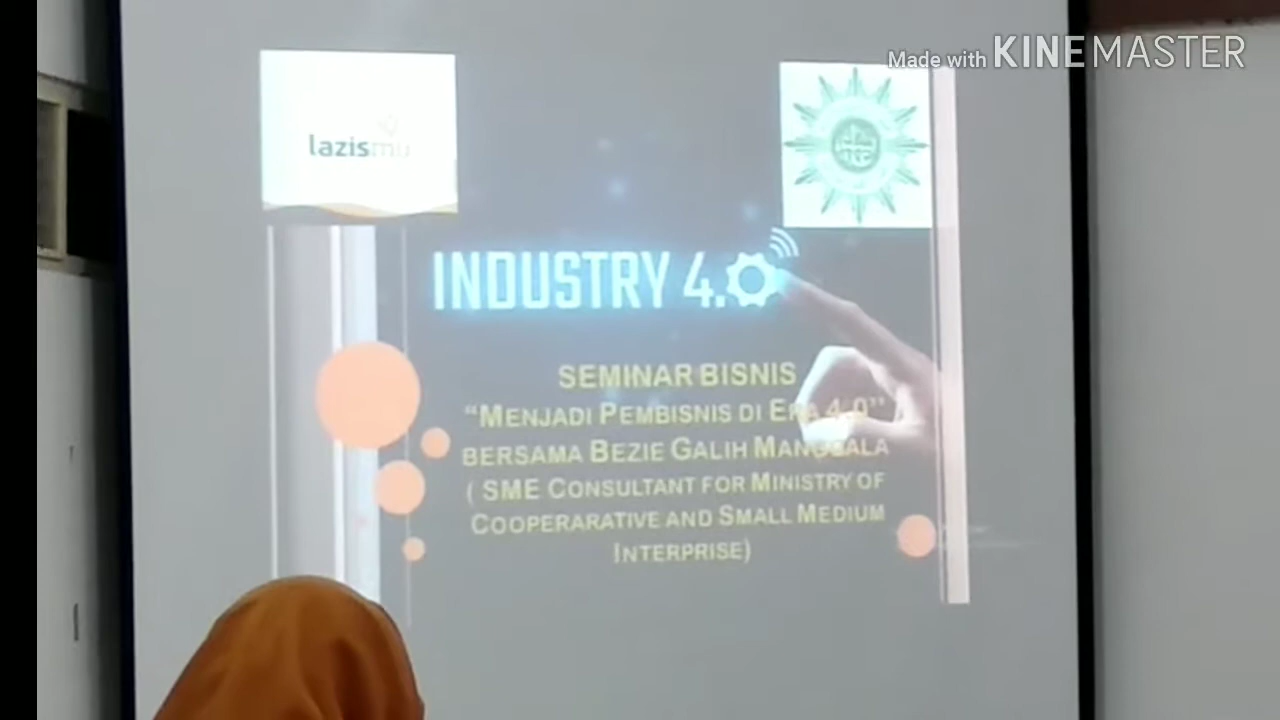 Made with KINEMASTER
lazismu
INDUSTRY 4.0
SEMINAR BISNIS
“MENJADI PEMBISNIS DI ERA 4.0”
BERSAMA BEZIE GALIH MANGGALA
( SME CONSULTANT FOR MINISTRY OF
COOPERARATIVE AND SMALL MEDIUM
INTERPRISE)